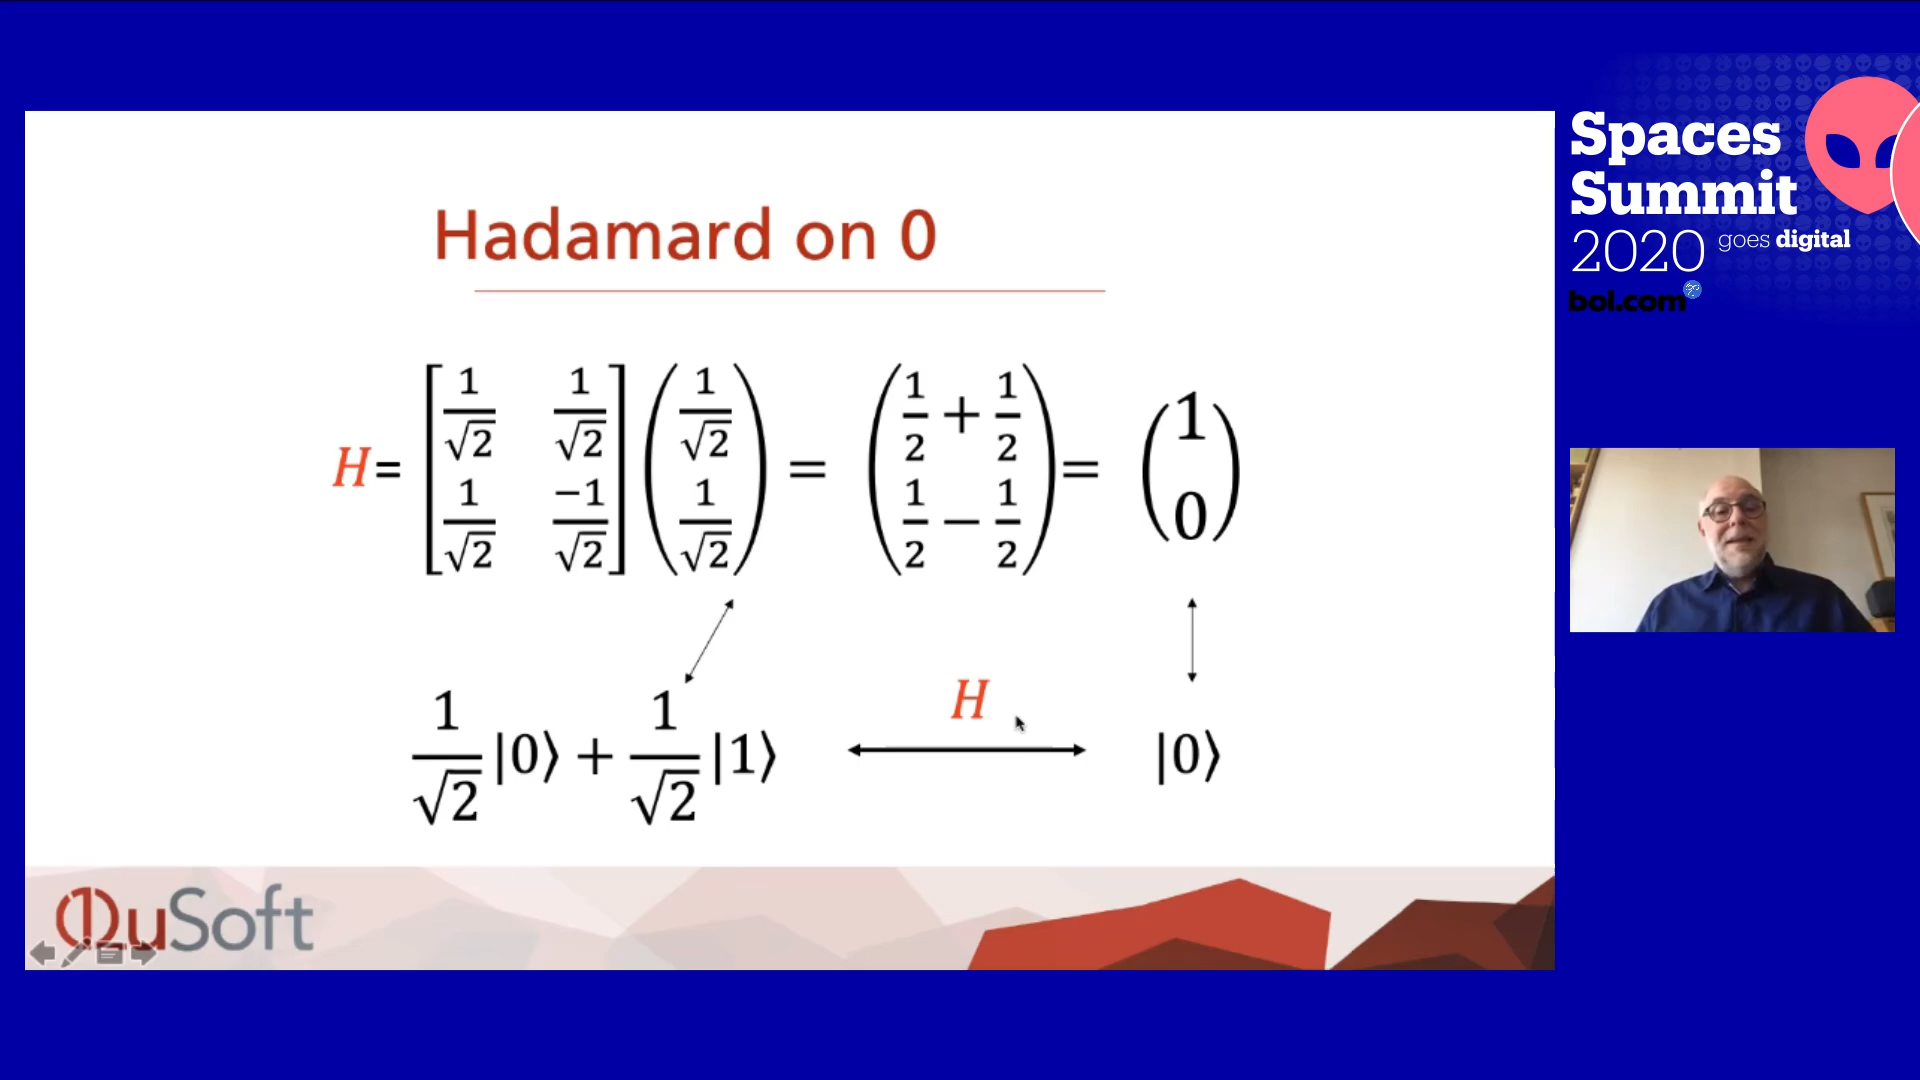 Hadamard on 0
H= [1/√2 1/√2; 1/√2 −1/√2] (1/√2; 1/√2) = (1/2 + 1/2; 1/2 − 1/2) = (1; 0)
H
1/√2 |0⟩ + 1/√2 |1⟩ |0⟩
QuSoft
Spaces
Summit
2020 goes digital
bol.com